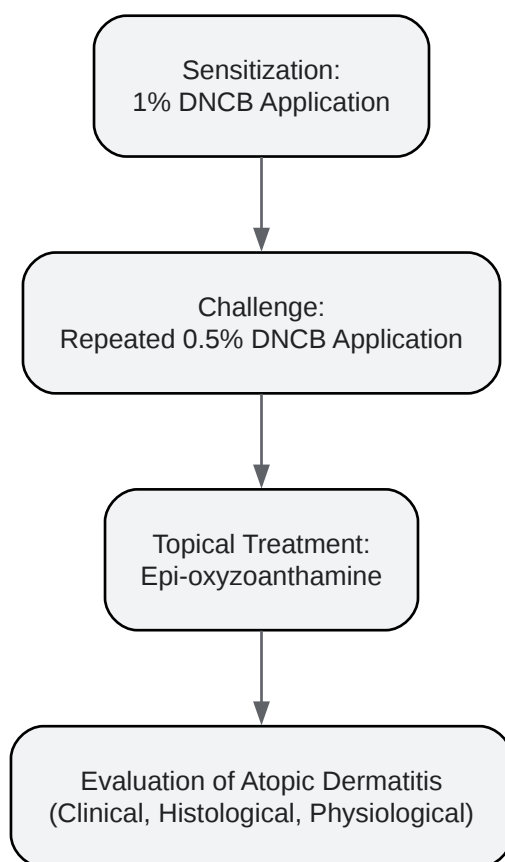 Sensitization:
1% DNCB Application
Challenge:
Repeated 0.5% DNCB Application
Topical Treatment:
Epi-oxyzoanthamine
Evaluation of Atopic Dermatitis
(Clinical, Histological, Physiological)